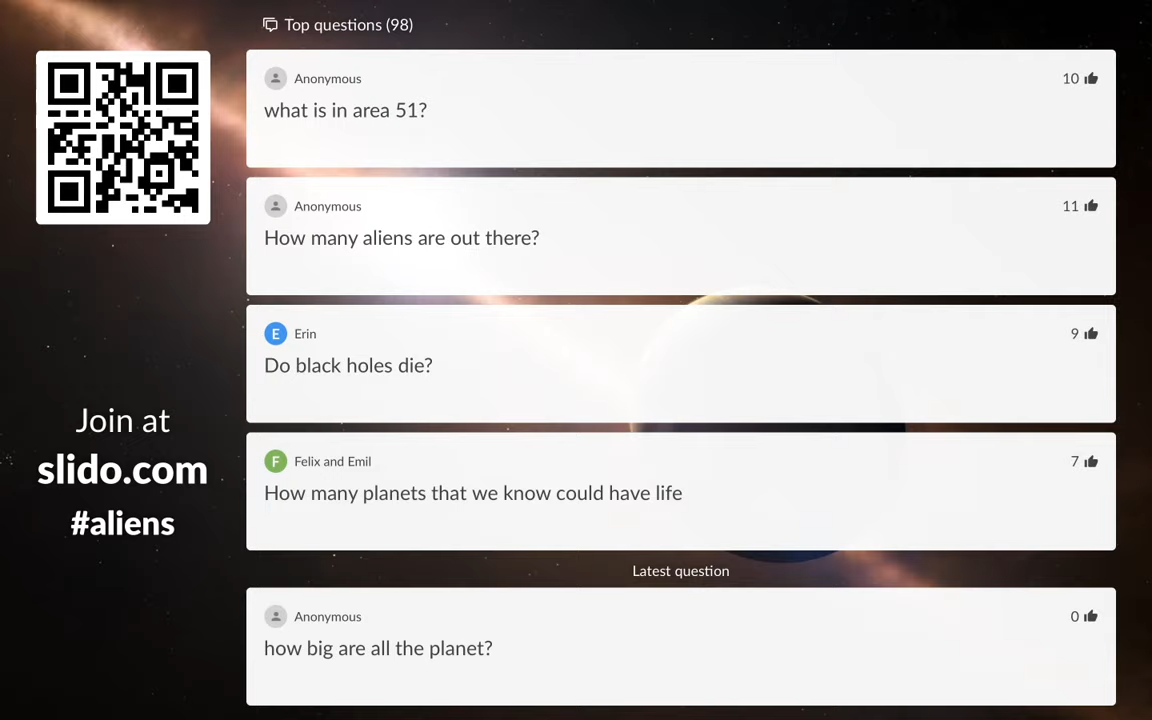 Top questions (98)
Anonymous
10
what is in area 51?
Anonymous
11
How many aliens are out there?
E Erin
9
Do black holes die?
F Felix and Emil
7
How many planets that we know could have life
Join at
slido.com
#aliens
Latest question
Anonymous
0
how big are all the planet?